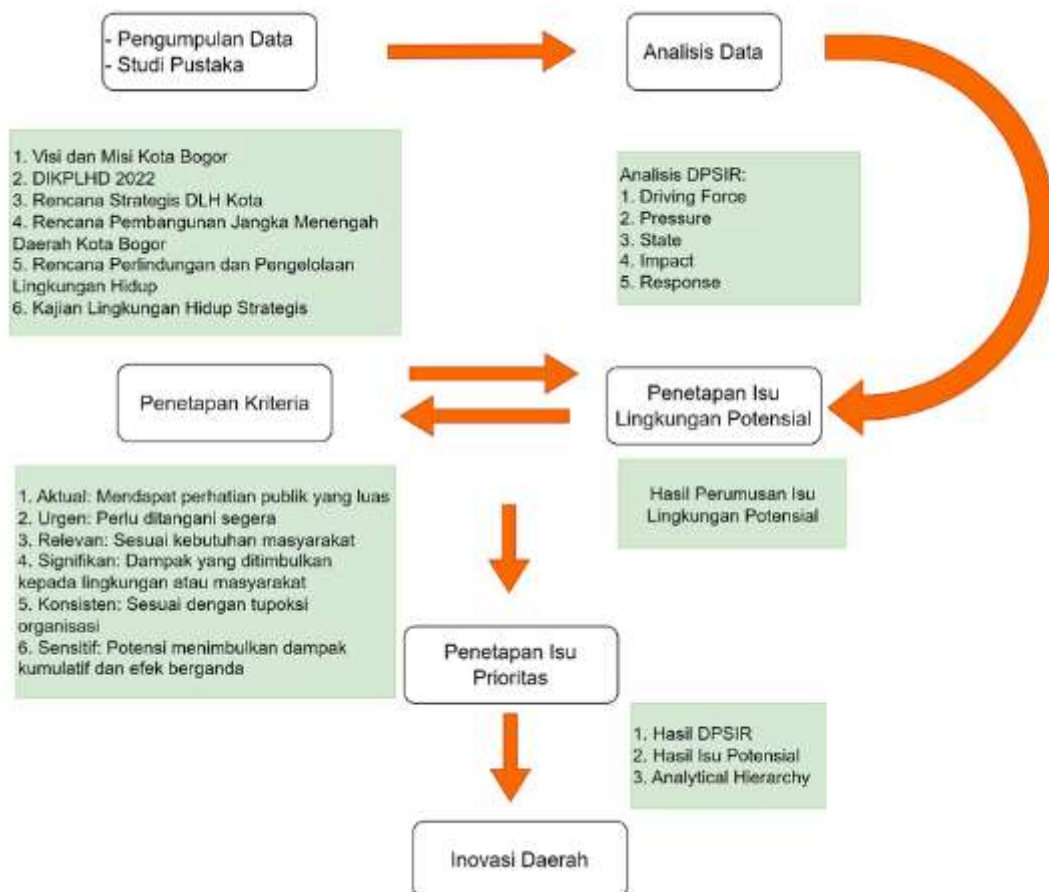 - Pengumpulan Data
- Studi Pustaka
Analisis Data
1. Visi dan Misi Kota Bogor
2. DIKPLHD 2022
3. Rencana Strategis DLH Kota
4. Rencana Pembangunan Jangka Menengah
Daerah Kota Bogor
5. Rencana Perlindungan dan Pengelolaan
Lingkungan Hidup
6. Kajian Lingkungan Hidup Strategis
Analisis DPSIR:
1. Driving Force
2. Pressure
3. State
4. Impact
5. Response
Penetapan Kriteria
Penetapan Isu
Lingkungan Potensial
1. Aktual: Mendapat perhatian publik yang luas
2. Urgen: Perlu ditangani segera
3. Relevan: Sesuai kebutuhan masyarakat
4. Signifikan: Dampak yang ditimbulkan
kepada lingkungan atau masyarakat
5. Konsisten: Sesuai dengan tupoksi
organisasi
6. Sensitif: Potensi menimbulkan dampak
kumulatif dan efek berganda
Hasil Perumusan Isu
Lingkungan Potensial
Penetapan Isu
Prioritas
1. Hasil DPSIR
2. Hasil Isu Potensial
3. Analytical Hierarchy
Inovasi Daerah